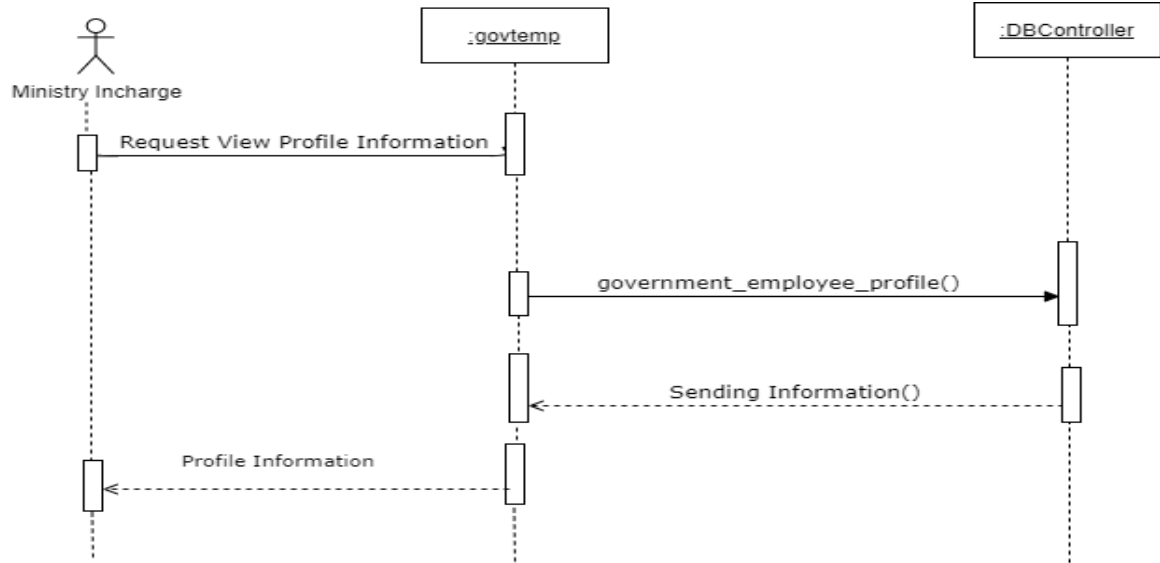 :govtemp
:DBController
Ministry Incharge
Request View Profile Information
government_employee_profile()
Sending Information()
Profile Information